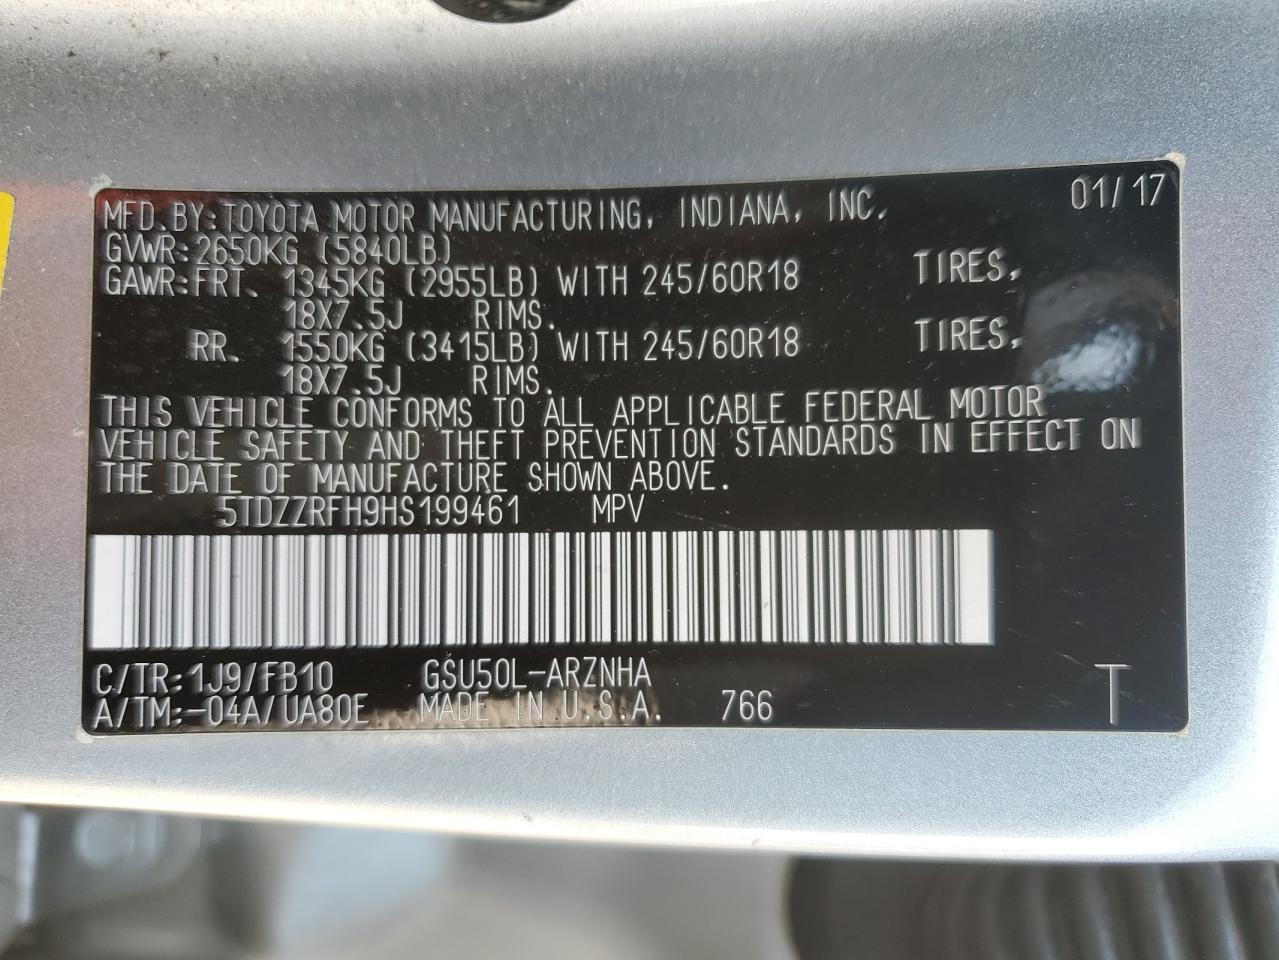 MFD.BY:TOYOTA MOTOR MANUFACTURING, INDIANA, INC. 01/17
GVWR:2650KG (5840LB)
GAWR:FRT. 1345KG (2955LB) WITH 245/60R18 TIRES,
18X7.5J RIMS.
RR. 1550KG (3415LB) WITH 245/60R18 TIRES,
18X7.5J RIMS.
THIS VEHICLE CONFORMS TO ALL APPLICABLE FEDERAL MOTOR
VEHICLE SAFETY AND THEFT PREVENTION STANDARDS IN EFFECT ON
THE DATE OF MANUFACTURE SHOWN ABOVE.
5TDZZRFH9HS199461 MPV
C/TR:1J9/FB10 GSU50L-ARZNHA
A/TM:-04A/UA80E MADE IN U.S.A. 766 T